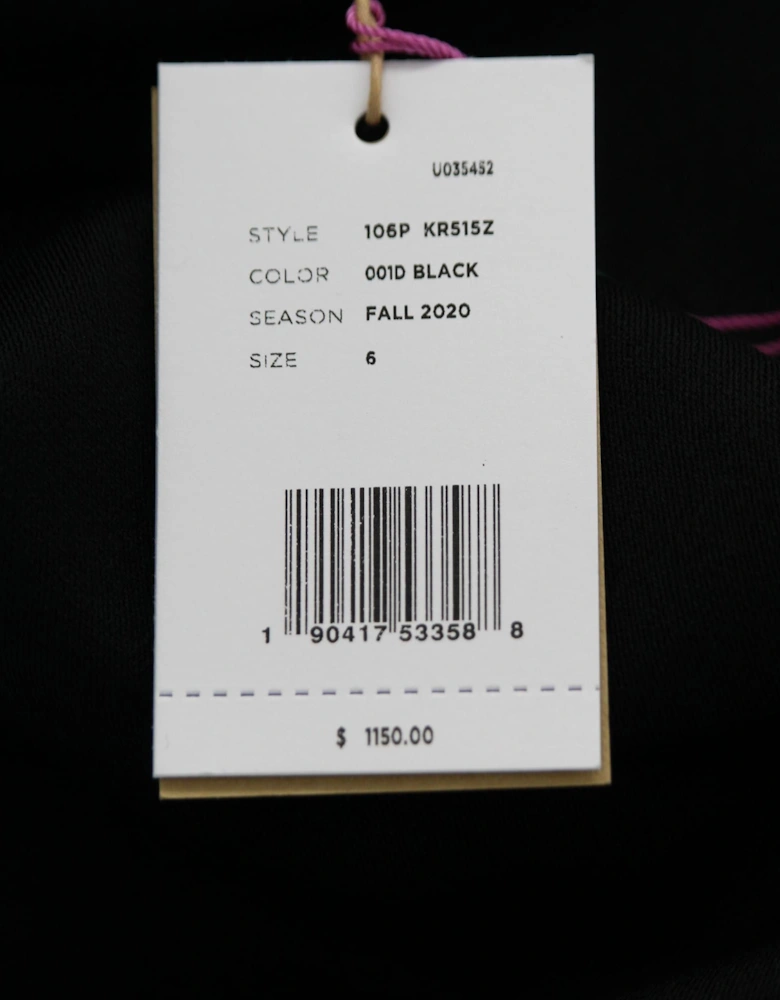 U035452
STYLE 106P KR515Z
COLOR 001D BLACK
SEASON FALL 2020
SIZE 6
1 90417 53358 8
$ 1150.00